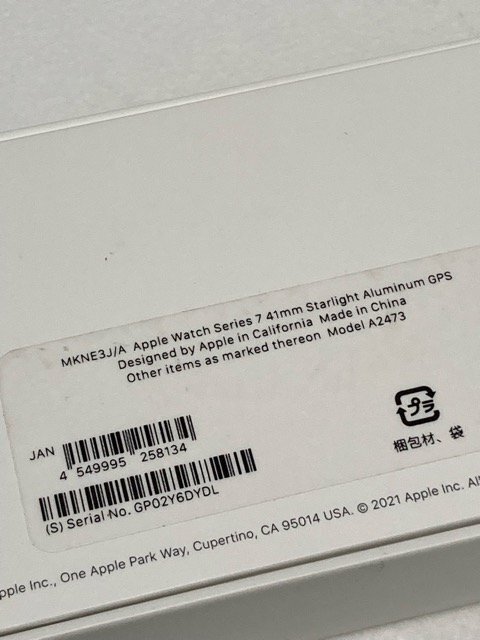 MKNE3J/A Apple Watch Series 7 41mm Starlight Aluminum GPS
Designed by Apple in California Made in China
Other items as marked thereon Model A2473
JAN
4 549995 258134
(S) Serial No. GP02Y6DYDL
プラ
梱包材、袋
pple Inc., One Apple Park Way, Cupertino, CA 95014 USA. © 2021 Apple Inc. All